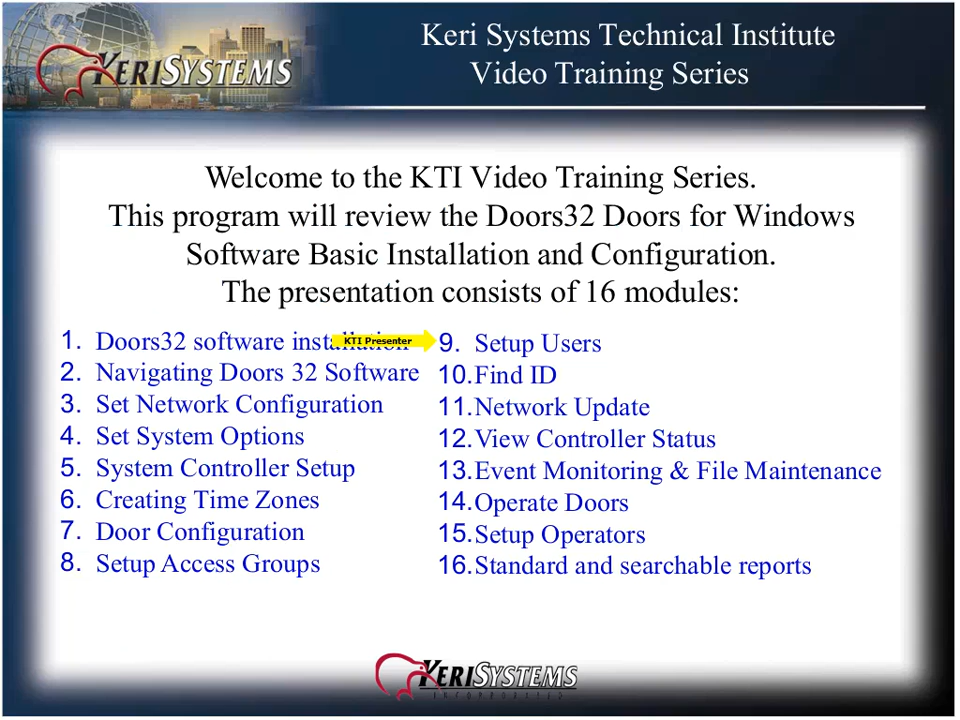 KERISYSTEMS
Keri Systems Technical Institute
Video Training Series
Welcome to the KTI Video Training Series.
This program will review the Doors32 Doors for Windows
Software Basic Installation and Configuration.
The presentation consists of 16 modules:
1. Doors32 software installation
KTI Presenter
2. Navigating Doors 32 Software
3. Set Network Configuration
4. Set System Options
5. System Controller Setup
6. Creating Time Zones
7. Door Configuration
8. Setup Access Groups
9. Setup Users
10. Find ID
11. Network Update
12. View Controller Status
13. Event Monitoring & File Maintenance
14. Operate Doors
15. Setup Operators
16. Standard and searchable reports
KERISYSTEMS
INCORPORATED